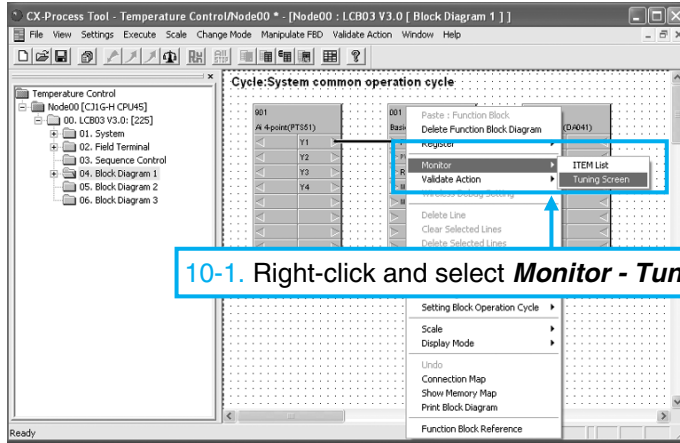 CX-Process Tool - Temperature Control/Node00 * - [Node00 : LCB03 V3.0 [ Block Diagram 1 ] ]
File View Settings Execute Scale Change Mode Manipulate FBD Validate Action Window Help
Cycle:System common operation cycle
Temperature Control
Node00 [CJ1G-H CPU45]
00. LCB03 V3.0: [225]
01. System
02. Field Terminal
03. Sequence Control
04. Block Diagram 1
05. Block Diagram 2
06. Block Diagram 3
901
Ai 4-point(PTS51)
Y1
Y2
Y3
Y4
001
Basi
(DA041)
Paste : Function Block
Delete Function Block Diagram
Register
Monitor
Validate Action
Wireless Debug Setting
ITEM List
Tuning Screen
Delete Line
Clear Selected Lines
Delete Selected Lines
10-1. Right-click and select Monitor - Tun
Setting Block Operation Cycle
Scale
Display Mode
Undo
Connection Map
Show Memory Map
Print Block Diagram
Function Block Reference
Ready